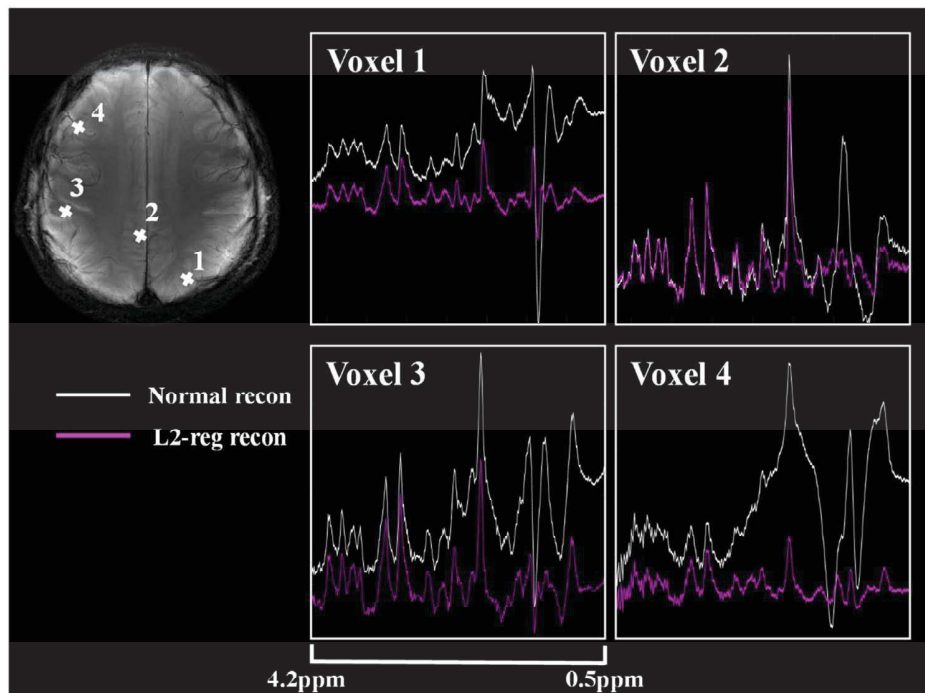 Voxel 1
Voxel 2
4
3
2
1
Voxel 3
Voxel 4
Normal recon
L2-reg recon
4.2ppm
0.5ppm